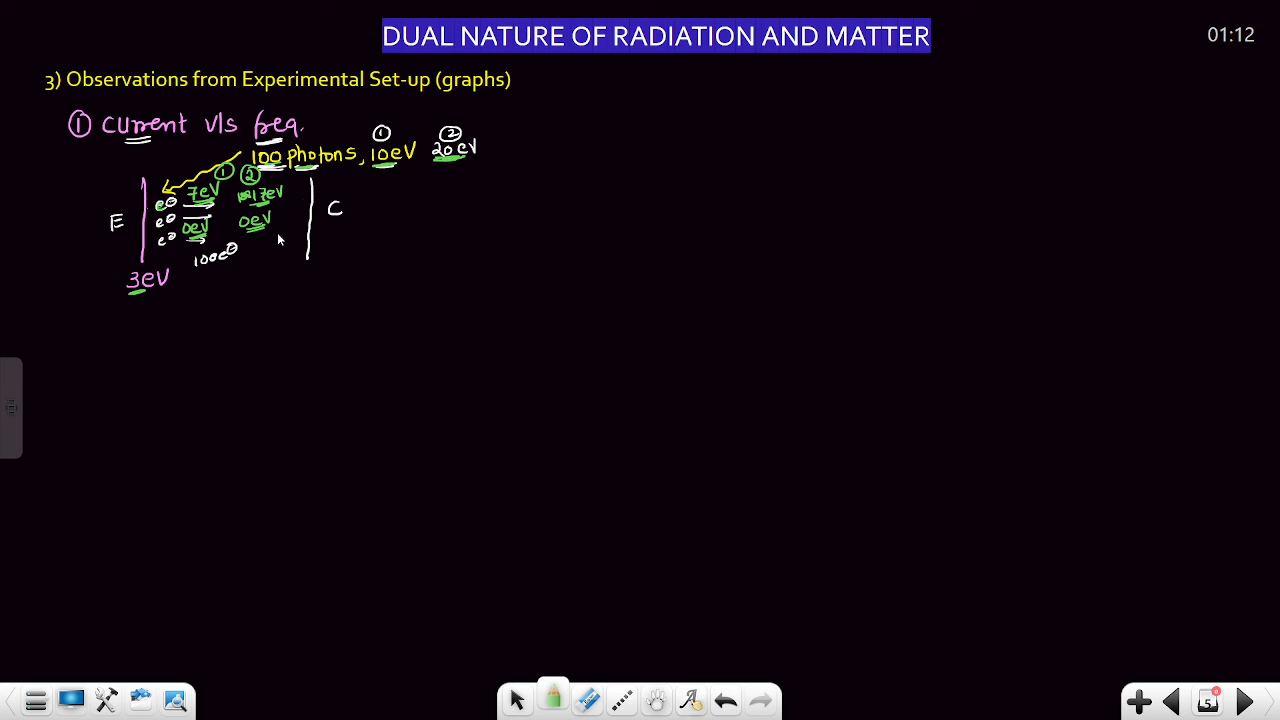 DUAL NATURE OF RADIATION AND MATTER
01:12
3) Observations from Experimental Set-up (graphs)
① Current v/s freq.
① ②
100 photons, 10eV 20eV
① ②
e⊖ 7eV 17eV
E e⊖ C
e⊖ 0eV 0eV
100e⊖
3eV
5